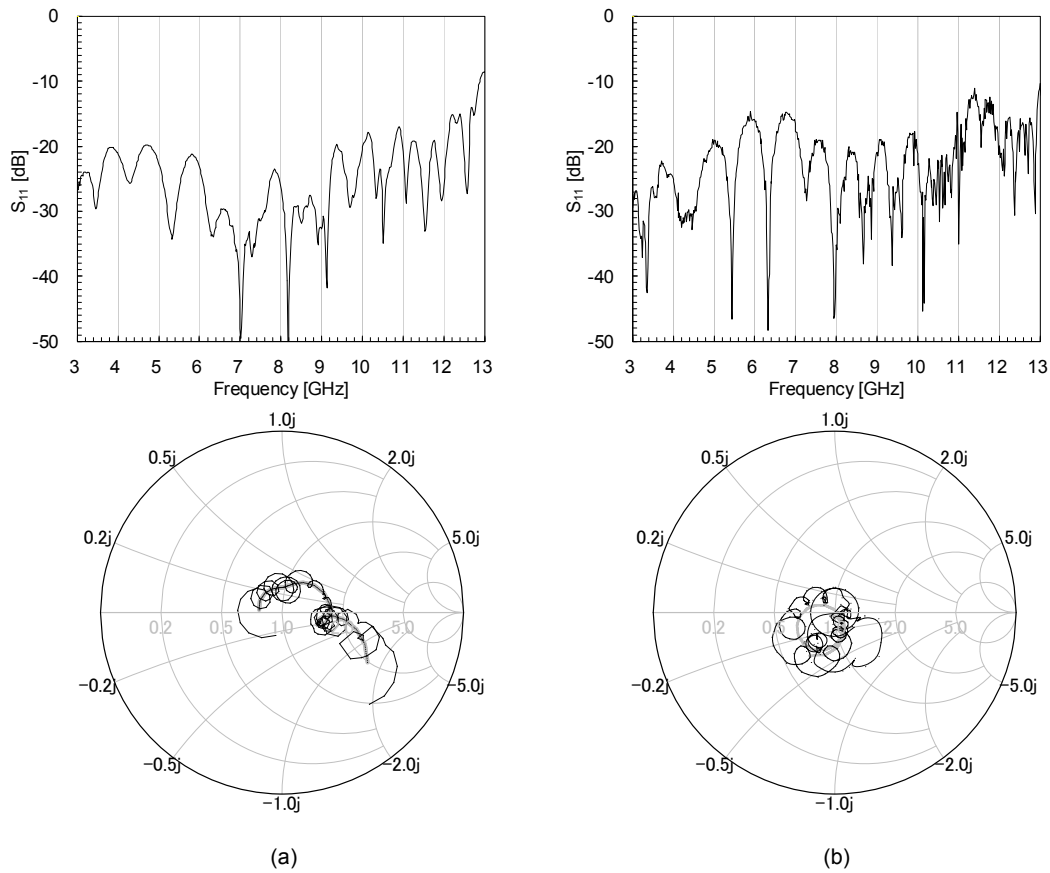 0
-10
-20
-30
-40
-50
S11 [dB]
3 4 5 6 7 8 9 10 11 12 13
Frequency [GHz]
0
-10
-20
-30
-40
-50
S11 [dB]
3 4 5 6 7 8 9 10 11 12 13
Frequency [GHz]
1.0j
0.5j 2.0j
0.2j 5.0j
0.2 1.0 5.0
-0.2j -5.0j
-0.5j -2.0j
-1.0j
1.0j
0.5j 2.0j
0.2j 5.0j
0.2 2.0 5.0
-0.2j -5.0j
-0.5j -2.0j
-1.0j
(a) (b)